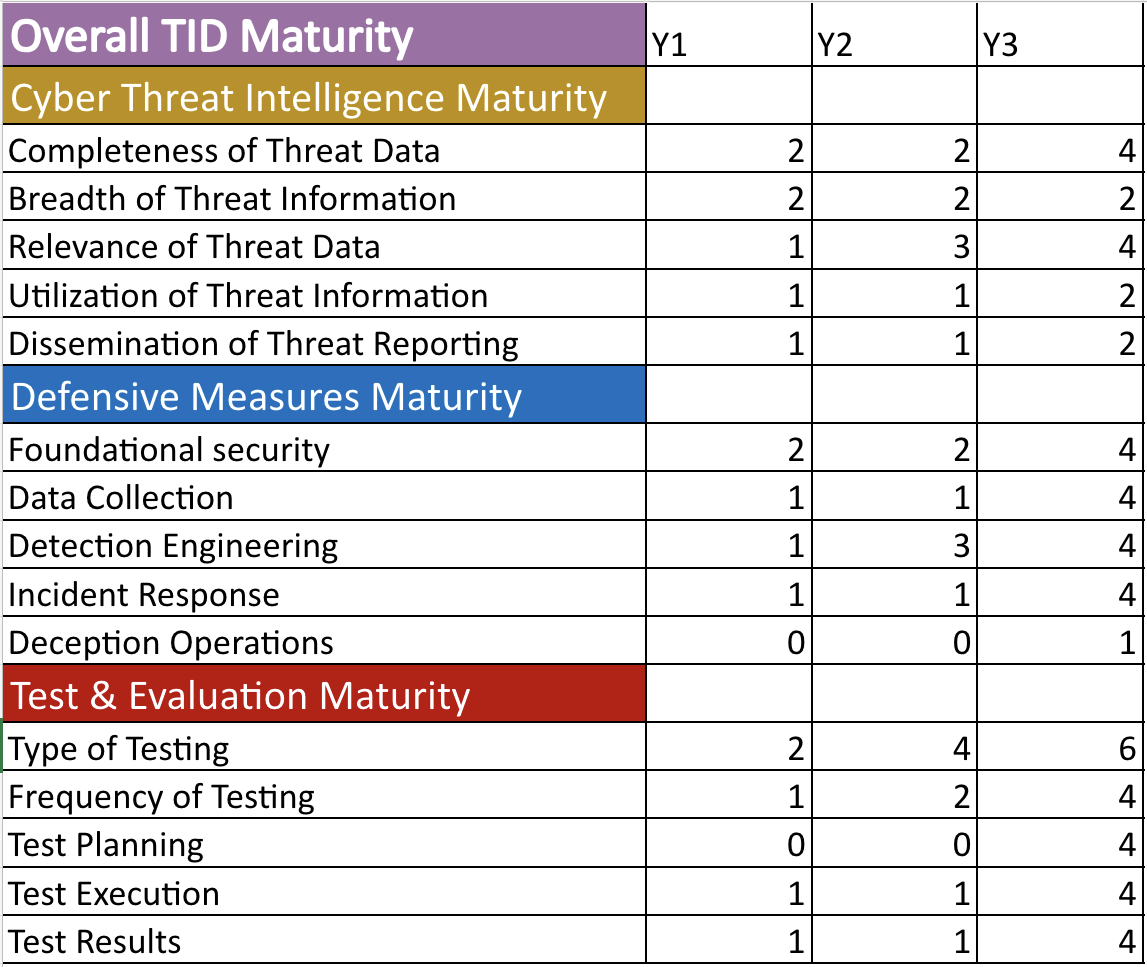 Overall TID Maturity Y1 Y2 Y3
Cyber Threat Intelligence Maturity
Completeness of Threat Data 2 2 4
Breadth of Threat Information 2 2 2
Relevance of Threat Data 1 3 4
Utilization of Threat Information 1 1 2
Dissemination of Threat Reporting 1 1 2
Defensive Measures Maturity
Foundational security 2 2 4
Data Collection 1 1 4
Detection Engineering 1 3 4
Incident Response 1 1 4
Deception Operations 0 0 1
Test & Evaluation Maturity
Type of Testing 2 4 6
Frequency of Testing 1 2 4
Test Planning 0 0 4
Test Execution 1 1 4
Test Results 1 1 4